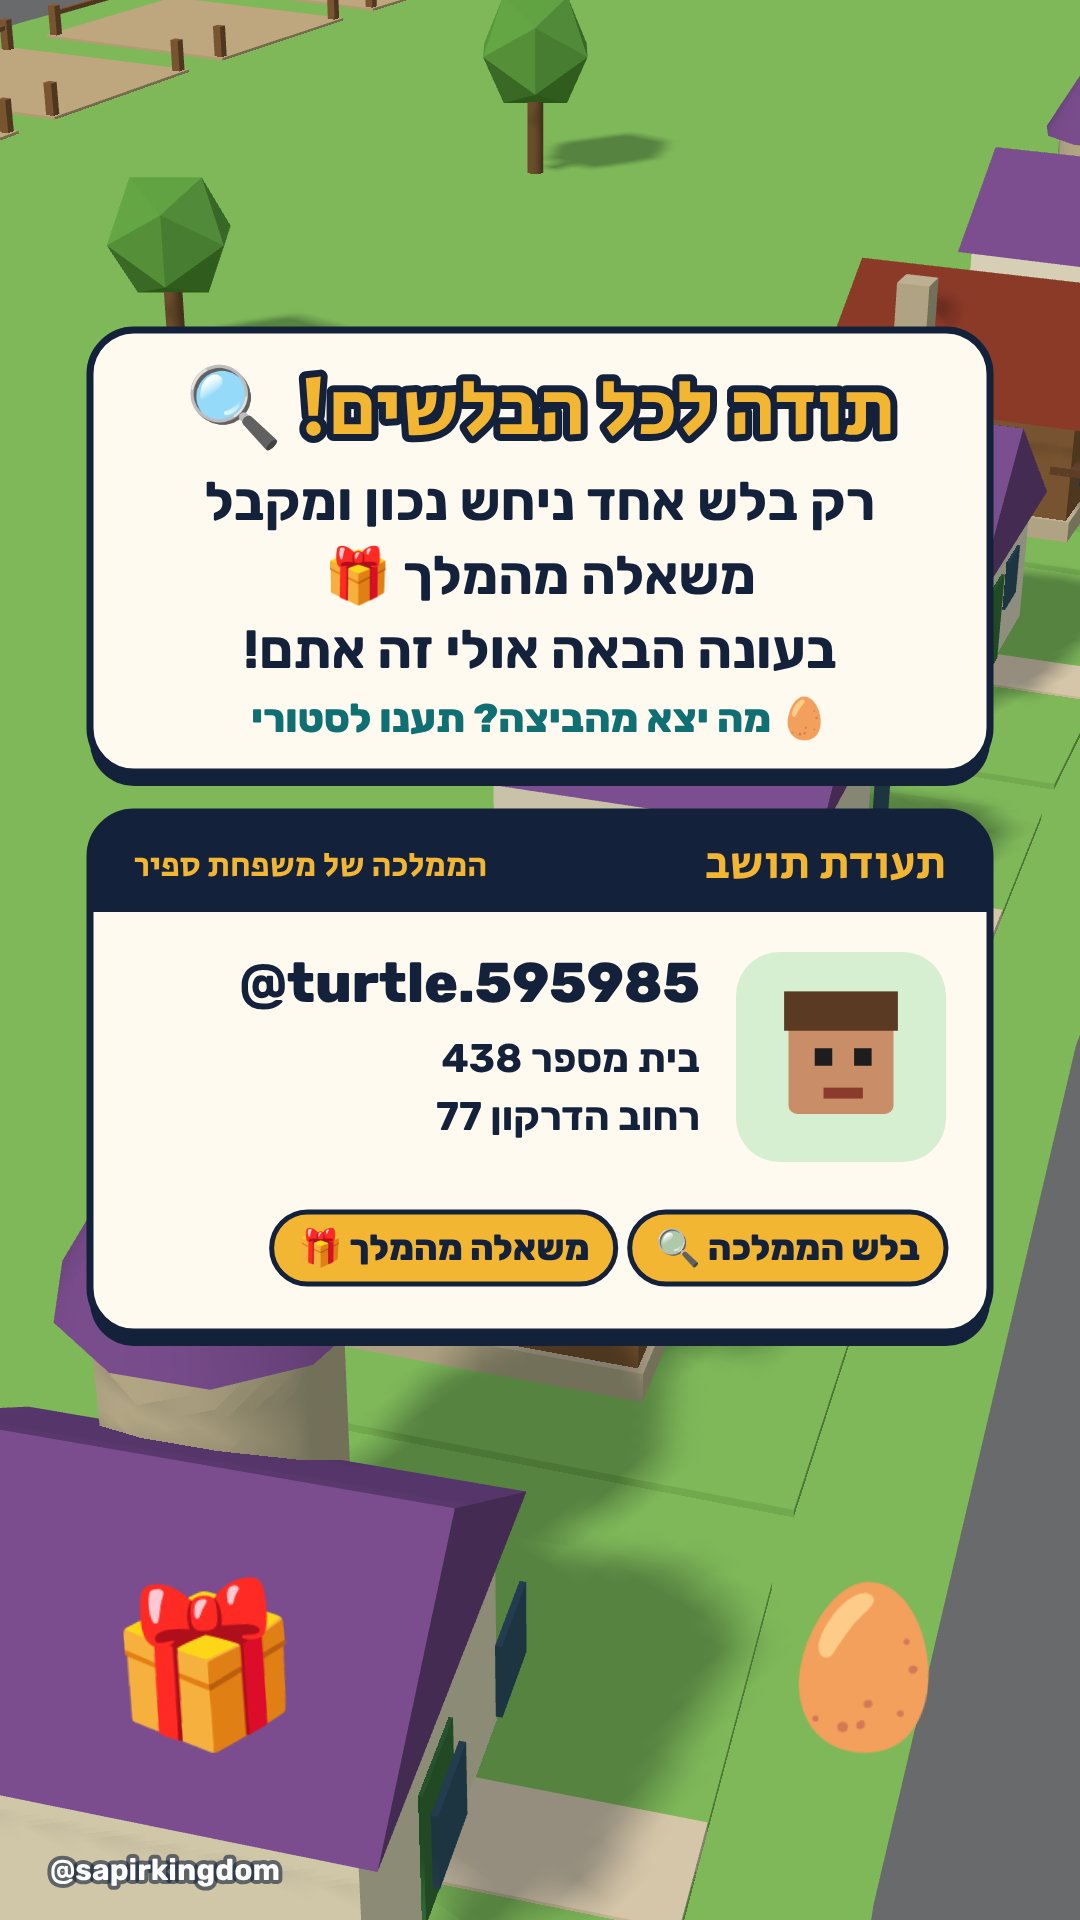 תודה לכל הבלשים! 🔍
רק בלש אחד ניחש נכון ומקבל
משאלה מהמלך 🎁
בעונה הבאה אולי זה אתם!
🥚 מה יצא מהביצה? תענו לסטורי
תעודת תושב
הממלכה של משפחת ספיר
@turtle.595985
בית מספר 438
רחוב הדרקון 77
בלש הממלכה 🔍
משאלה מהמלך 🎁
@sapirkingdom